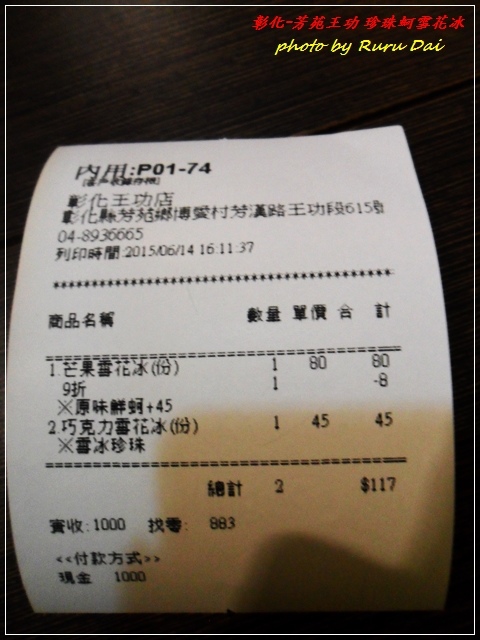 彰化-芳苑王功 珍珠蚵雪花冰
photo by Ruru Dai
內用:P01-74
彰化王功店
彰化縣芳苑鄉博愛村芳漢路王功段615號
04-8936665
列印時間:2015/06/14 16:11:37
******************************************
商品名稱 數量 單價 合 計
==========================================
1.芒果雪花冰(份) 1 80 80
9折 1 -8
※原味鮮蚵+45
2.巧克力雪花冰(份) 1 45 45
※雪冰珍珠
==========================================
總計 2 $117
實收:1000 找零: 883
<<付款方式>>
現金 1000